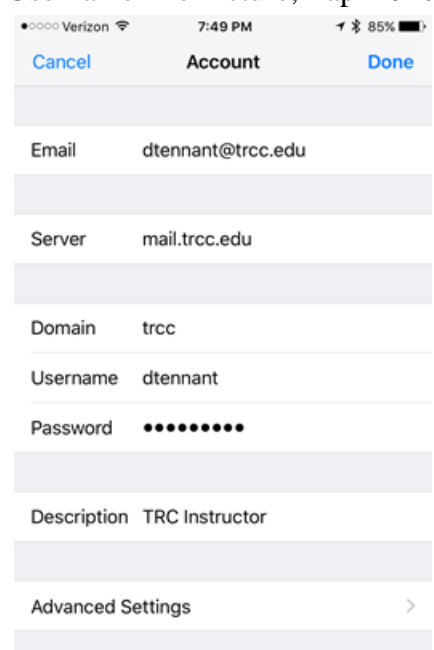 ●○○○○ Verizon 7:49 PM 85%
Cancel Account Done
Email dtennant@trcc.edu
Server mail.trcc.edu
Domain trcc
Username dtennant
Password ●●●●●●●●●
Description TRC Instructor
Advanced Settings >